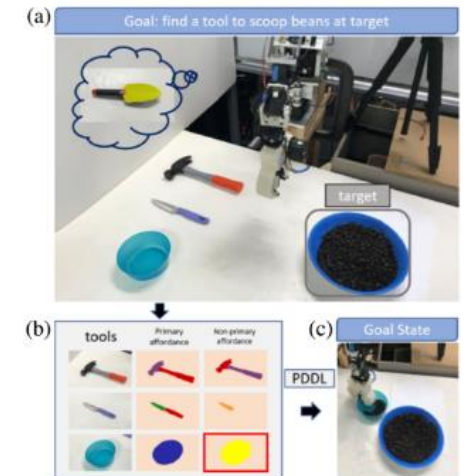 (a)
Goal: find a tool to scoop beans at target
target
(b)
tools
Primary affordance
Non-primary affordance
PDDL
(c)
Goal State